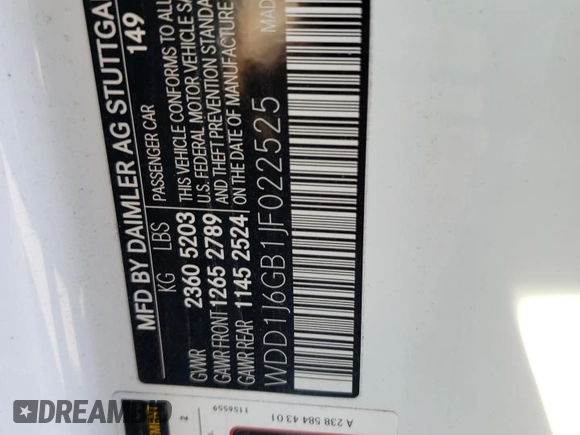 MFD BY DAIMLER AG STUTTGA
149
KG LBS
GVWR 2360 5203
GAWR FRONT 1265 2789
GAWR REAR 1145 2524
PASSENGER CAR
THIS VEHICLE CONFORMS TO ALL
U.S. FEDERAL MOTOR VEHICLE SA
AND THEFT PREVENTION STANDA
ON THE DATE OF MANUFACTURE
MAD
WDD1J6GB1JF022525
1156559
A 238 584 43 01
DREAMBID